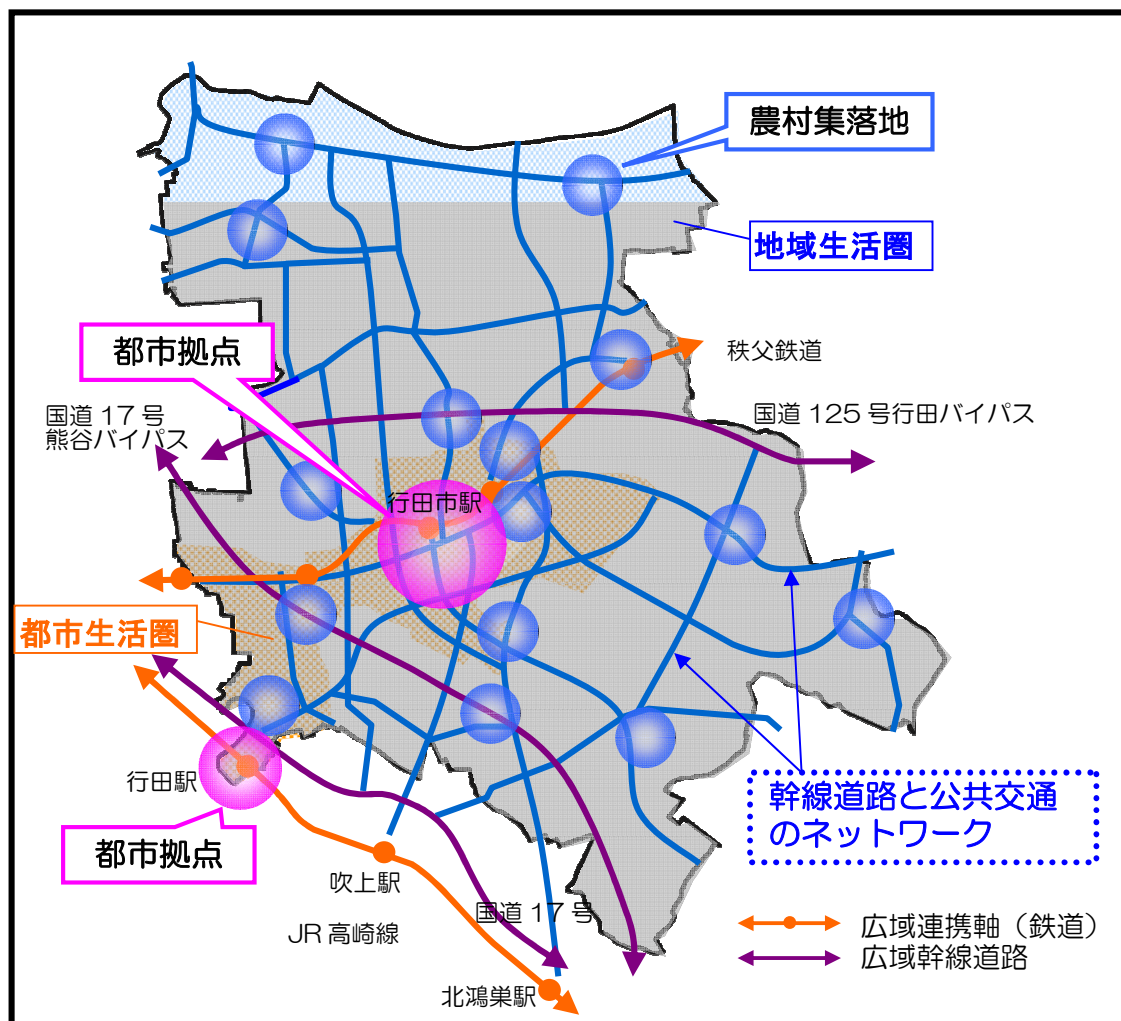 農村集落地
地域生活圏
都市拠点
秩父鉄道
国道 17 号
熊谷バイパス
国道 125 号行田バイパス
行田市駅
都市生活圏
行田駅
幹線道路と公共交通
のネットワーク
都市拠点
吹上駅
国道 17 号
JR 高崎線
広域連携軸（鉄道）
広域幹線道路
北鴻巣駅